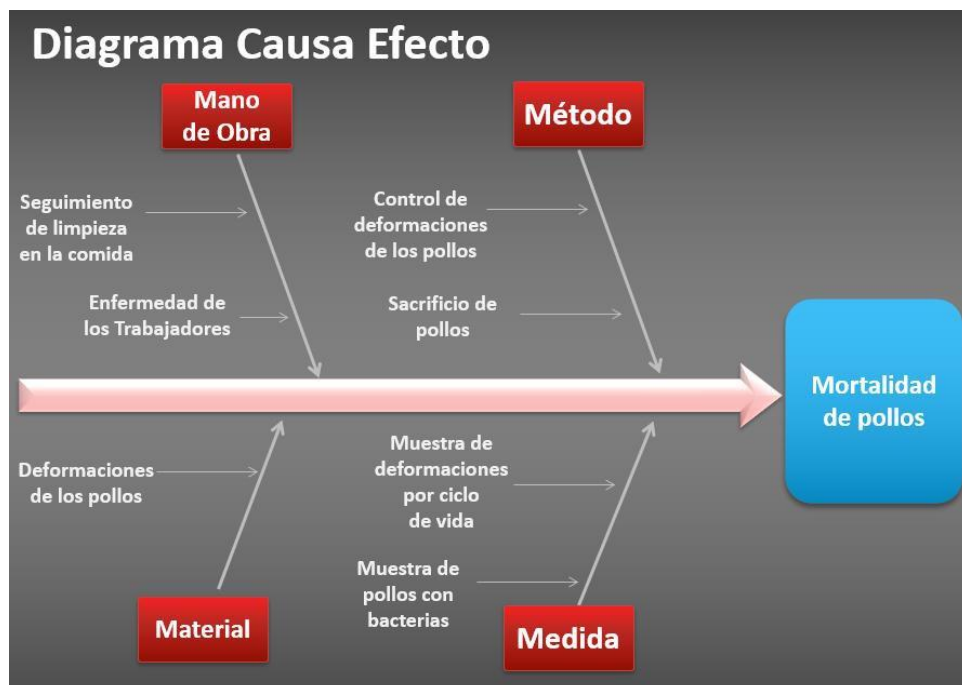 Diagrama Causa Efecto
Mano
de Obra
Método
Seguimiento
de limpieza
en la comida
Control de
deformaciones
de los pollos
Enfermedad de
los Trabajadores
Sacrificio de
pollos
Mortalidad
de pollos
Deformaciones
de los pollos
Muestra de
deformaciones
por ciclo
de vida
Muestra de
pollos con
bacterias
Material
Medida